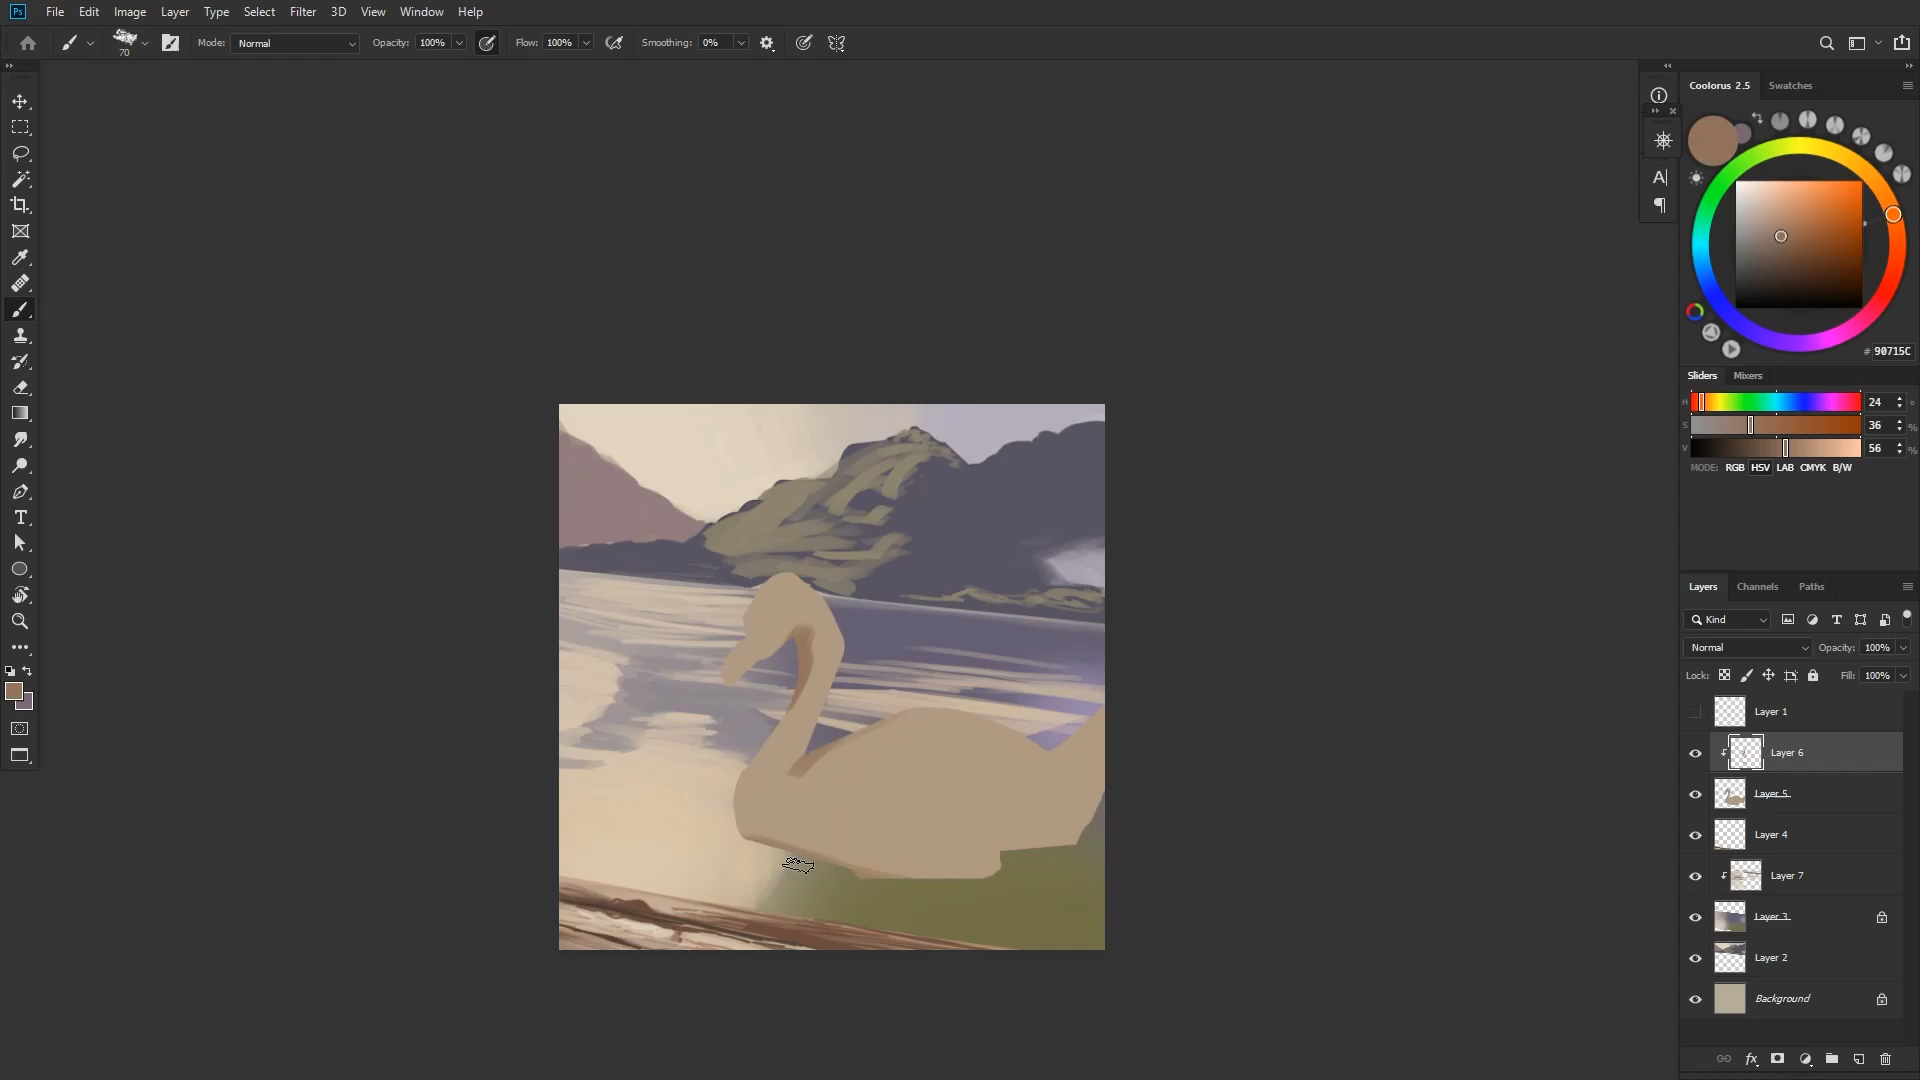 Ps File Edit Image Layer Type Select Filter 3D View Window Help
70 Mode: Normal Opacity: 100% Flow: 100% Smoothing: 0%
Coolorus 2.5 Swatches
A|
¶
# 90715C
Sliders Mixers
H 24 °
S 36 %
V 56 %
MODE: RGB HSV LAB CMYK B/W
Layers Channels Paths
Kind
T
Normal Opacity: 100%
Lock: Fill: 100%
Layer 1
Layer 6
Layer 5
Layer 4
Layer 7
Layer 3
Layer 2
Background
fx